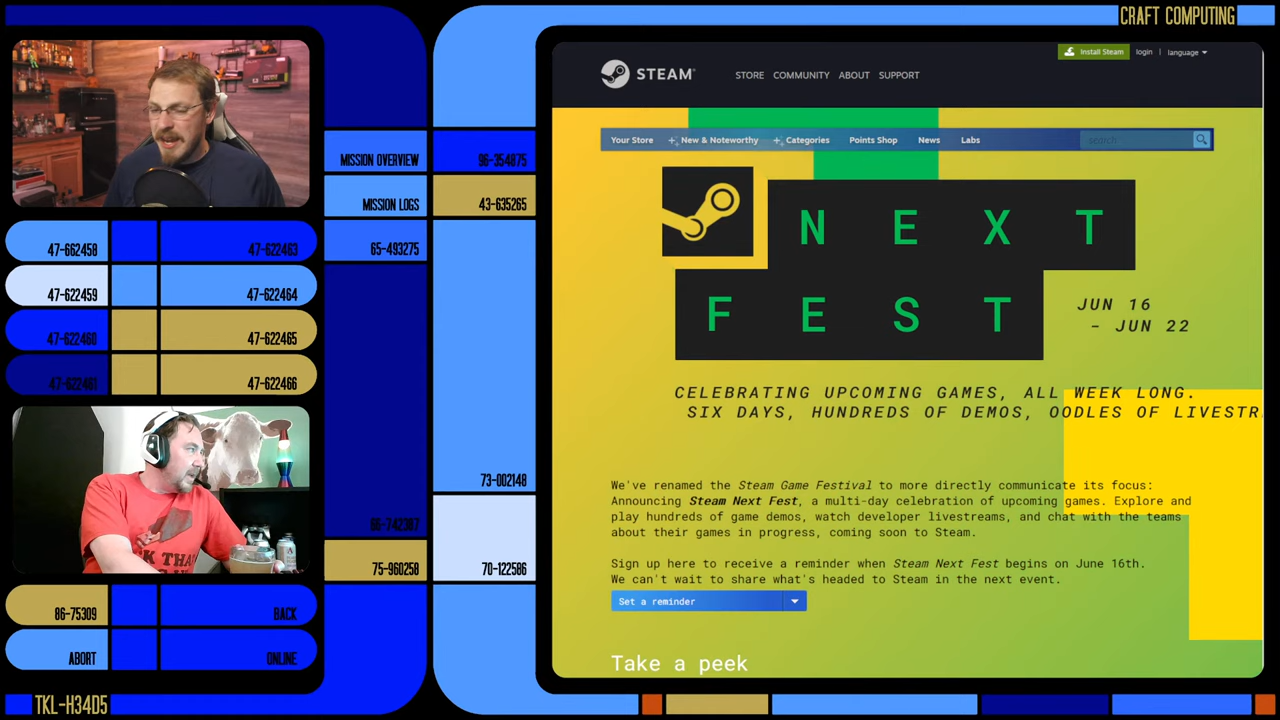 CRAFT COMPUTING
Install Steam
login | language
STEAM
STORE COMMUNITY ABOUT SUPPORT
Your Store New & Noteworthy Categories Points Shop News Labs search
NEXT
FEST
JUN 16
- JUN 22
CELEBRATING UPCOMING GAMES, ALL WEEK LONG.
SIX DAYS, HUNDREDS OF DEMOS, OODLES OF LIVESTR
We've renamed the Steam Game Festival to more directly communicate its focus:
Announcing Steam Next Fest, a multi-day celebration of upcoming games. Explore and
play hundreds of game demos, watch developer livestreams, and chat with the teams
about their games in progress, coming soon to Steam.
Sign up here to receive a reminder when Steam Next Fest begins on June 16th.
We can't wait to share what's headed to Steam in the next event.
Set a reminder
Take a peek
MISSION OVERVIEW
96-354875
MISSION LOGS
43-635265
65-493275
47-662458
47-622463
47-622459
47-622464
47-622460
47-622465
47-622461
47-622466
73-002148
75-960258
70-122586
86-75309
BACK
ABORT
ONLINE
TKL-H34D5